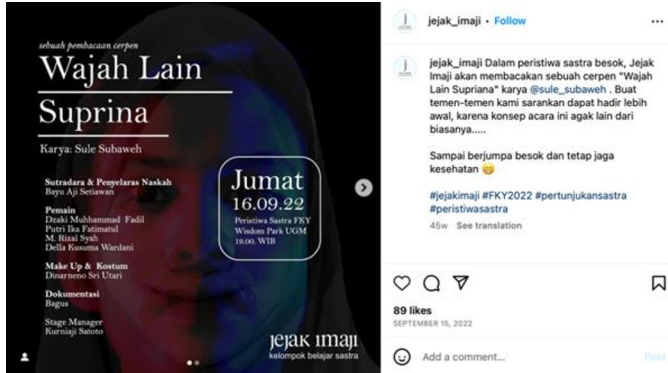 sebuah pembacaan cerpen
Wajah Lain
Suprina
Karya: Sule Subaweh
Sutradara & Penyelaras Naskah
Bayu Aji Setiawan
Pemain
Dzaki Muhhammad Fadil
Putri Ika Fatimatul
M. Rizal Syah
Della Kusuma Wardani
Make Up & Kostum
Dinarneno Sri Utari
Dokumentasi
Bagus
Stage Manager
Kurniaji Satoto
Jumat
16.09.22
Peristiwa Sastra FKY
Wisdom Park UGM
19.00. WIB
jejak imaji
kelompok belajar sastra
jejak_imaji • Follow
jejak_imaji Dalam peristiwa sastra besok, Jejak
Imaji akan membacakan sebuah cerpen "Wajah
Lain Supriana" karya @sule_subaweh . Buat
temen-temen kami sarankan dapat hadir lebih
awal, karena konsep acara ini agak lain dari
biasanya.....
Sampai berjumpa besok dan tetap jaga
kesehatan 😋
#jejakimaji #FKY2022 #pertunjukansastra
#peristiwasastra
45w See translation
89 likes
SEPTEMBER 15, 2022
Add a comment...
Post